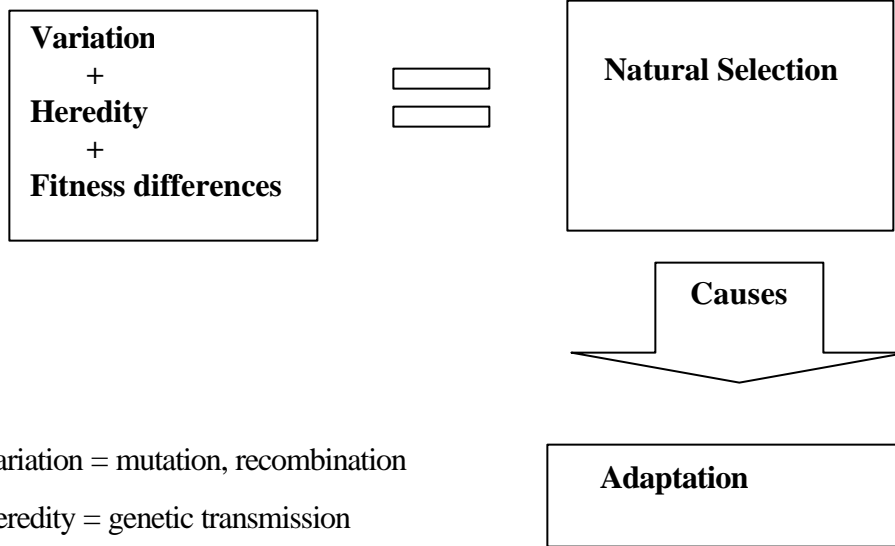 Variation
+
Heredity
+
Fitness differences
Natural Selection
Causes
Adaptation
ariation = mutation, recombination
eredity = genetic transmission